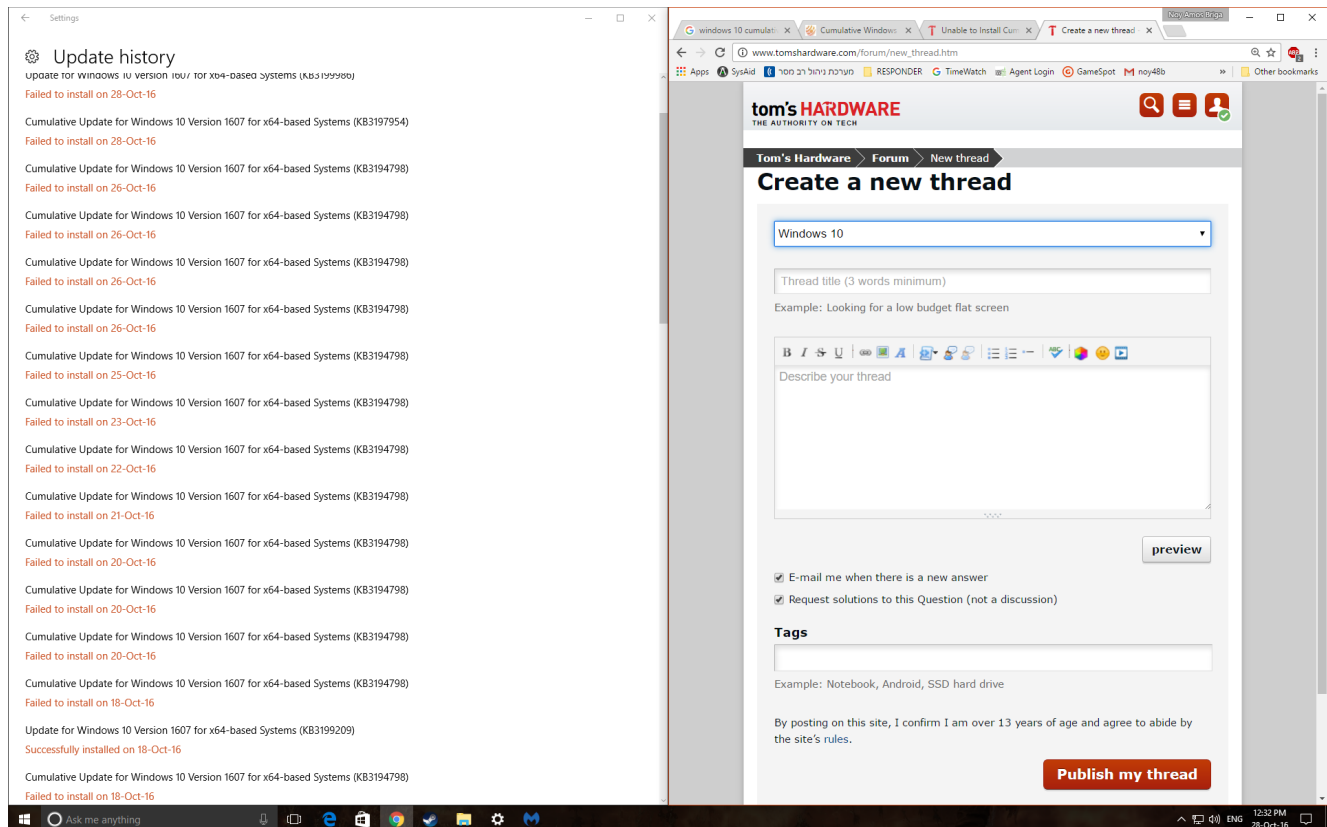 Settings
Update history
Update for Windows 10 Version 1607 for x64-based Systems (KB3199986)
Failed to install on 28-Oct-16
Cumulative Update for Windows 10 Version 1607 for x64-based Systems (KB3197954)
Failed to install on 28-Oct-16
Cumulative Update for Windows 10 Version 1607 for x64-based Systems (KB3194798)
Failed to install on 26-Oct-16
Cumulative Update for Windows 10 Version 1607 for x64-based Systems (KB3194798)
Failed to install on 26-Oct-16
Cumulative Update for Windows 10 Version 1607 for x64-based Systems (KB3194798)
Failed to install on 26-Oct-16
Cumulative Update for Windows 10 Version 1607 for x64-based Systems (KB3194798)
Failed to install on 26-Oct-16
Cumulative Update for Windows 10 Version 1607 for x64-based Systems (KB3194798)
Failed to install on 25-Oct-16
Cumulative Update for Windows 10 Version 1607 for x64-based Systems (KB3194798)
Failed to install on 23-Oct-16
Cumulative Update for Windows 10 Version 1607 for x64-based Systems (KB3194798)
Failed to install on 22-Oct-16
Cumulative Update for Windows 10 Version 1607 for x64-based Systems (KB3194798)
Failed to install on 21-Oct-16
Cumulative Update for Windows 10 Version 1607 for x64-based Systems (KB3194798)
Failed to install on 20-Oct-16
Cumulative Update for Windows 10 Version 1607 for x64-based Systems (KB3194798)
Failed to install on 20-Oct-16
Cumulative Update for Windows 10 Version 1607 for x64-based Systems (KB3194798)
Failed to install on 20-Oct-16
Cumulative Update for Windows 10 Version 1607 for x64-based Systems (KB3194798)
Failed to install on 18-Oct-16
Update for Windows 10 Version 1607 for x64-based Systems (KB3199209)
Successfully installed on 18-Oct-16
Cumulative Update for Windows 10 Version 1607 for x64-based Systems (KB3194798)
Failed to install on 18-Oct-16
Noy Amos Briga
windows 10 cumulati Cumulative Windows Unable to Install Cum Create a new thread
www.tomshardware.com/forum/new_thread.htm
Apps SysAid מערכת ניהול רב מסר RESPONDER TimeWatch Agent Login GameSpot noy48b » Other bookmarks
tom's HARDWARE
THE AUTHORITY ON TECH
Tom's Hardware Forum New thread
Create a new thread
Windows 10
Thread title (3 words minimum)
Example: Looking for a low budget flat screen
B I S U A ABC
Describe your thread
preview
E-mail me when there is a new answer
Request solutions to this Question (not a discussion)
Tags
Example: Notebook, Android, SSD hard drive
By posting on this site, I confirm I am over 13 years of age and agree to abide by
the site's rules.
Publish my thread
Ask me anything
ENG
12:32 PM
28-Oct-16